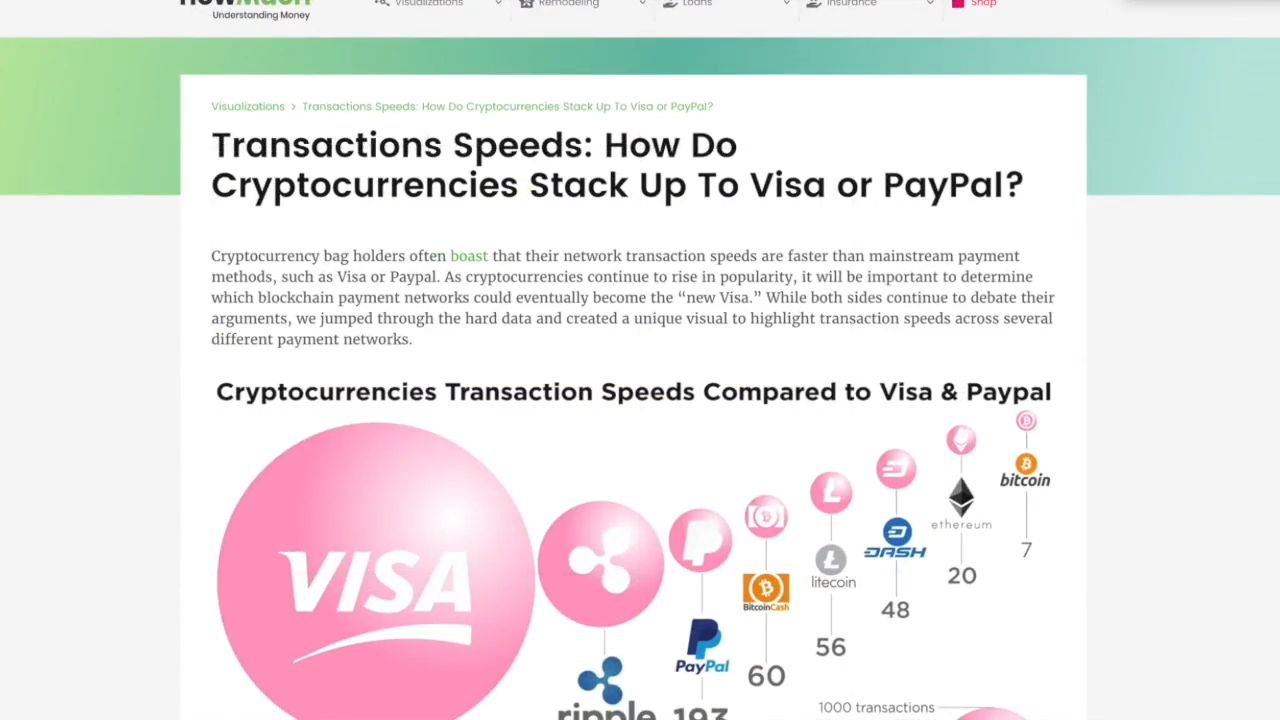 howMuch
Understanding Money
Visualizations
Remodeling
Loans
Insurance
Shop
Visualizations > Transactions Speeds: How Do Cryptocurrencies Stack Up To Visa or PayPal?
Transactions Speeds: How Do
Cryptocurrencies Stack Up To Visa or PayPal?
Cryptocurrency bag holders often boast that their network transaction speeds are faster than mainstream payment
methods, such as Visa or Paypal. As cryptocurrencies continue to rise in popularity, it will be important to determine
which blockchain payment networks could eventually become the “new Visa.” While both sides continue to debate their
arguments, we jumped through the hard data and created a unique visual to highlight transaction speeds across several
different payment networks.
Cryptocurrencies Transaction Speeds Compared to Visa & Paypal
VISA
ripple
PayPal
193
BitcoinCash
60
litecoin
56
DASH
48
ethereum
20
bitcoin
7
1000 transactions